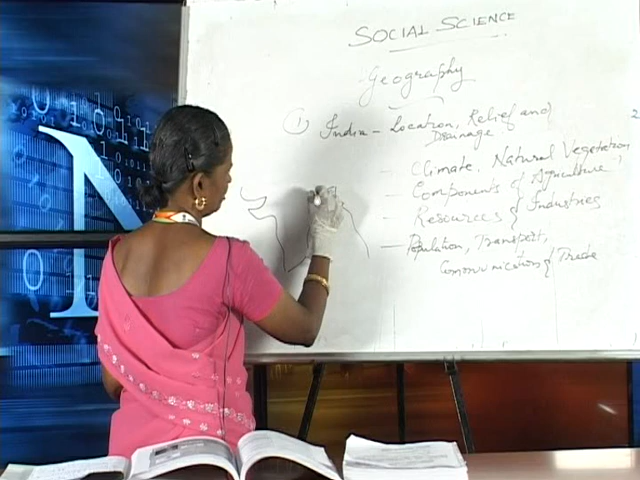 SOCIAL SCIENCE
Geography
① India - Location, Relief and
Drainage
- Climate, Natural Vegetation
- Components of Agriculture
- Resources of Industries
- Population, Transport,
Communication & Trade
2
N